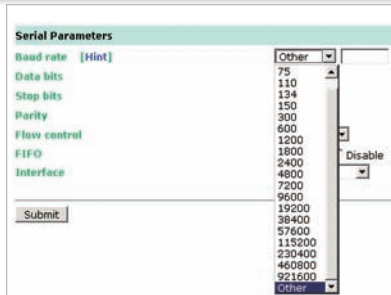 Serial Parameters
Baud rate [Hint] Other
Data bits
Stop bits
Parity
Flow control
FIFO Disable
Interface
75
110
134
150
300
600
1200
1800
2400
4800
7200
9600
19200
38400
57600
115200
230400
460800
921600
Other
Submit